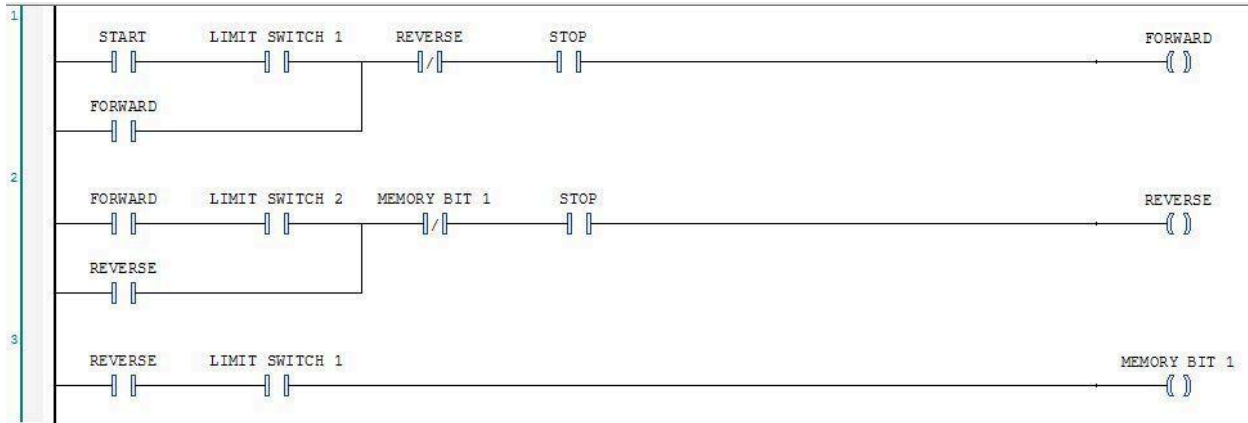 1
START LIMIT SWITCH 1 REVERSE STOP FORWARD
FORWARD
2
FORWARD LIMIT SWITCH 2 MEMORY BIT 1 STOP REVERSE
REVERSE
3
REVERSE LIMIT SWITCH 1 MEMORY BIT 1